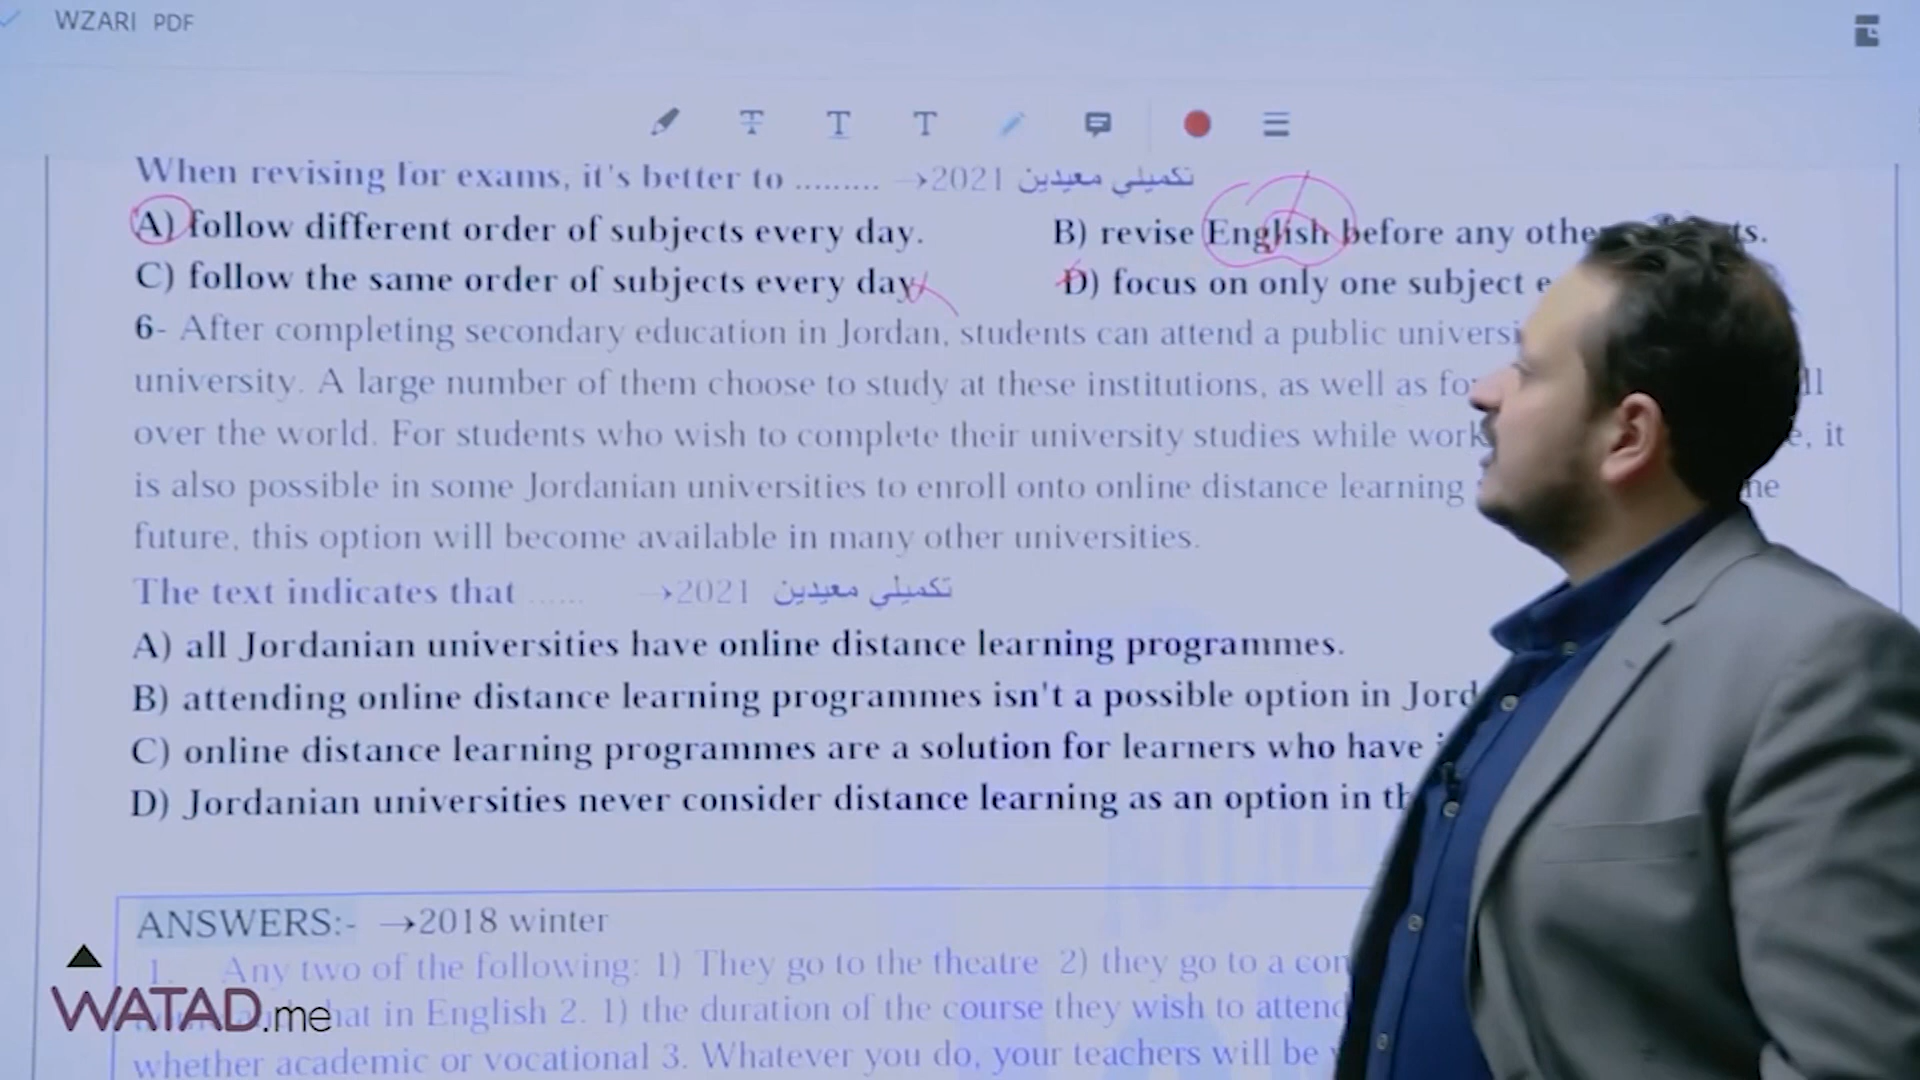 WZARI PDF
When revising for exams, it's better to ......... →2021 تكميلي معيدين
A) follow different order of subjects every day. B) revise English before any othe ts.
C) follow the same order of subjects every day. D) focus on only one subject e
6- After completing secondary education in Jordan, students can attend a public universi
university. A large number of them choose to study at these institutions, as well as fo ll
over the world. For students who wish to complete their university studies while work e, it
is also possible in some Jordanian universities to enroll onto online distance learning
future, this option will become available in many other universities.
The text indicates that ...... →2021 تكميلي معيدين
A) all Jordanian universities have online distance learning programmes.
B) attending online distance learning programmes isn't a possible option in Jord
C) online distance learning programmes are a solution for learners who have
D) Jordanian universities never consider distance learning as an option in th
ANSWERS:- →2018 winter
1. Any two of the following: 1) They go to the theatre 2) they go to a con
hat in English 2. 1) the duration of the course they wish to attend
whether academic or vocational 3. Whatever you do, your teachers will be
WATAD.me